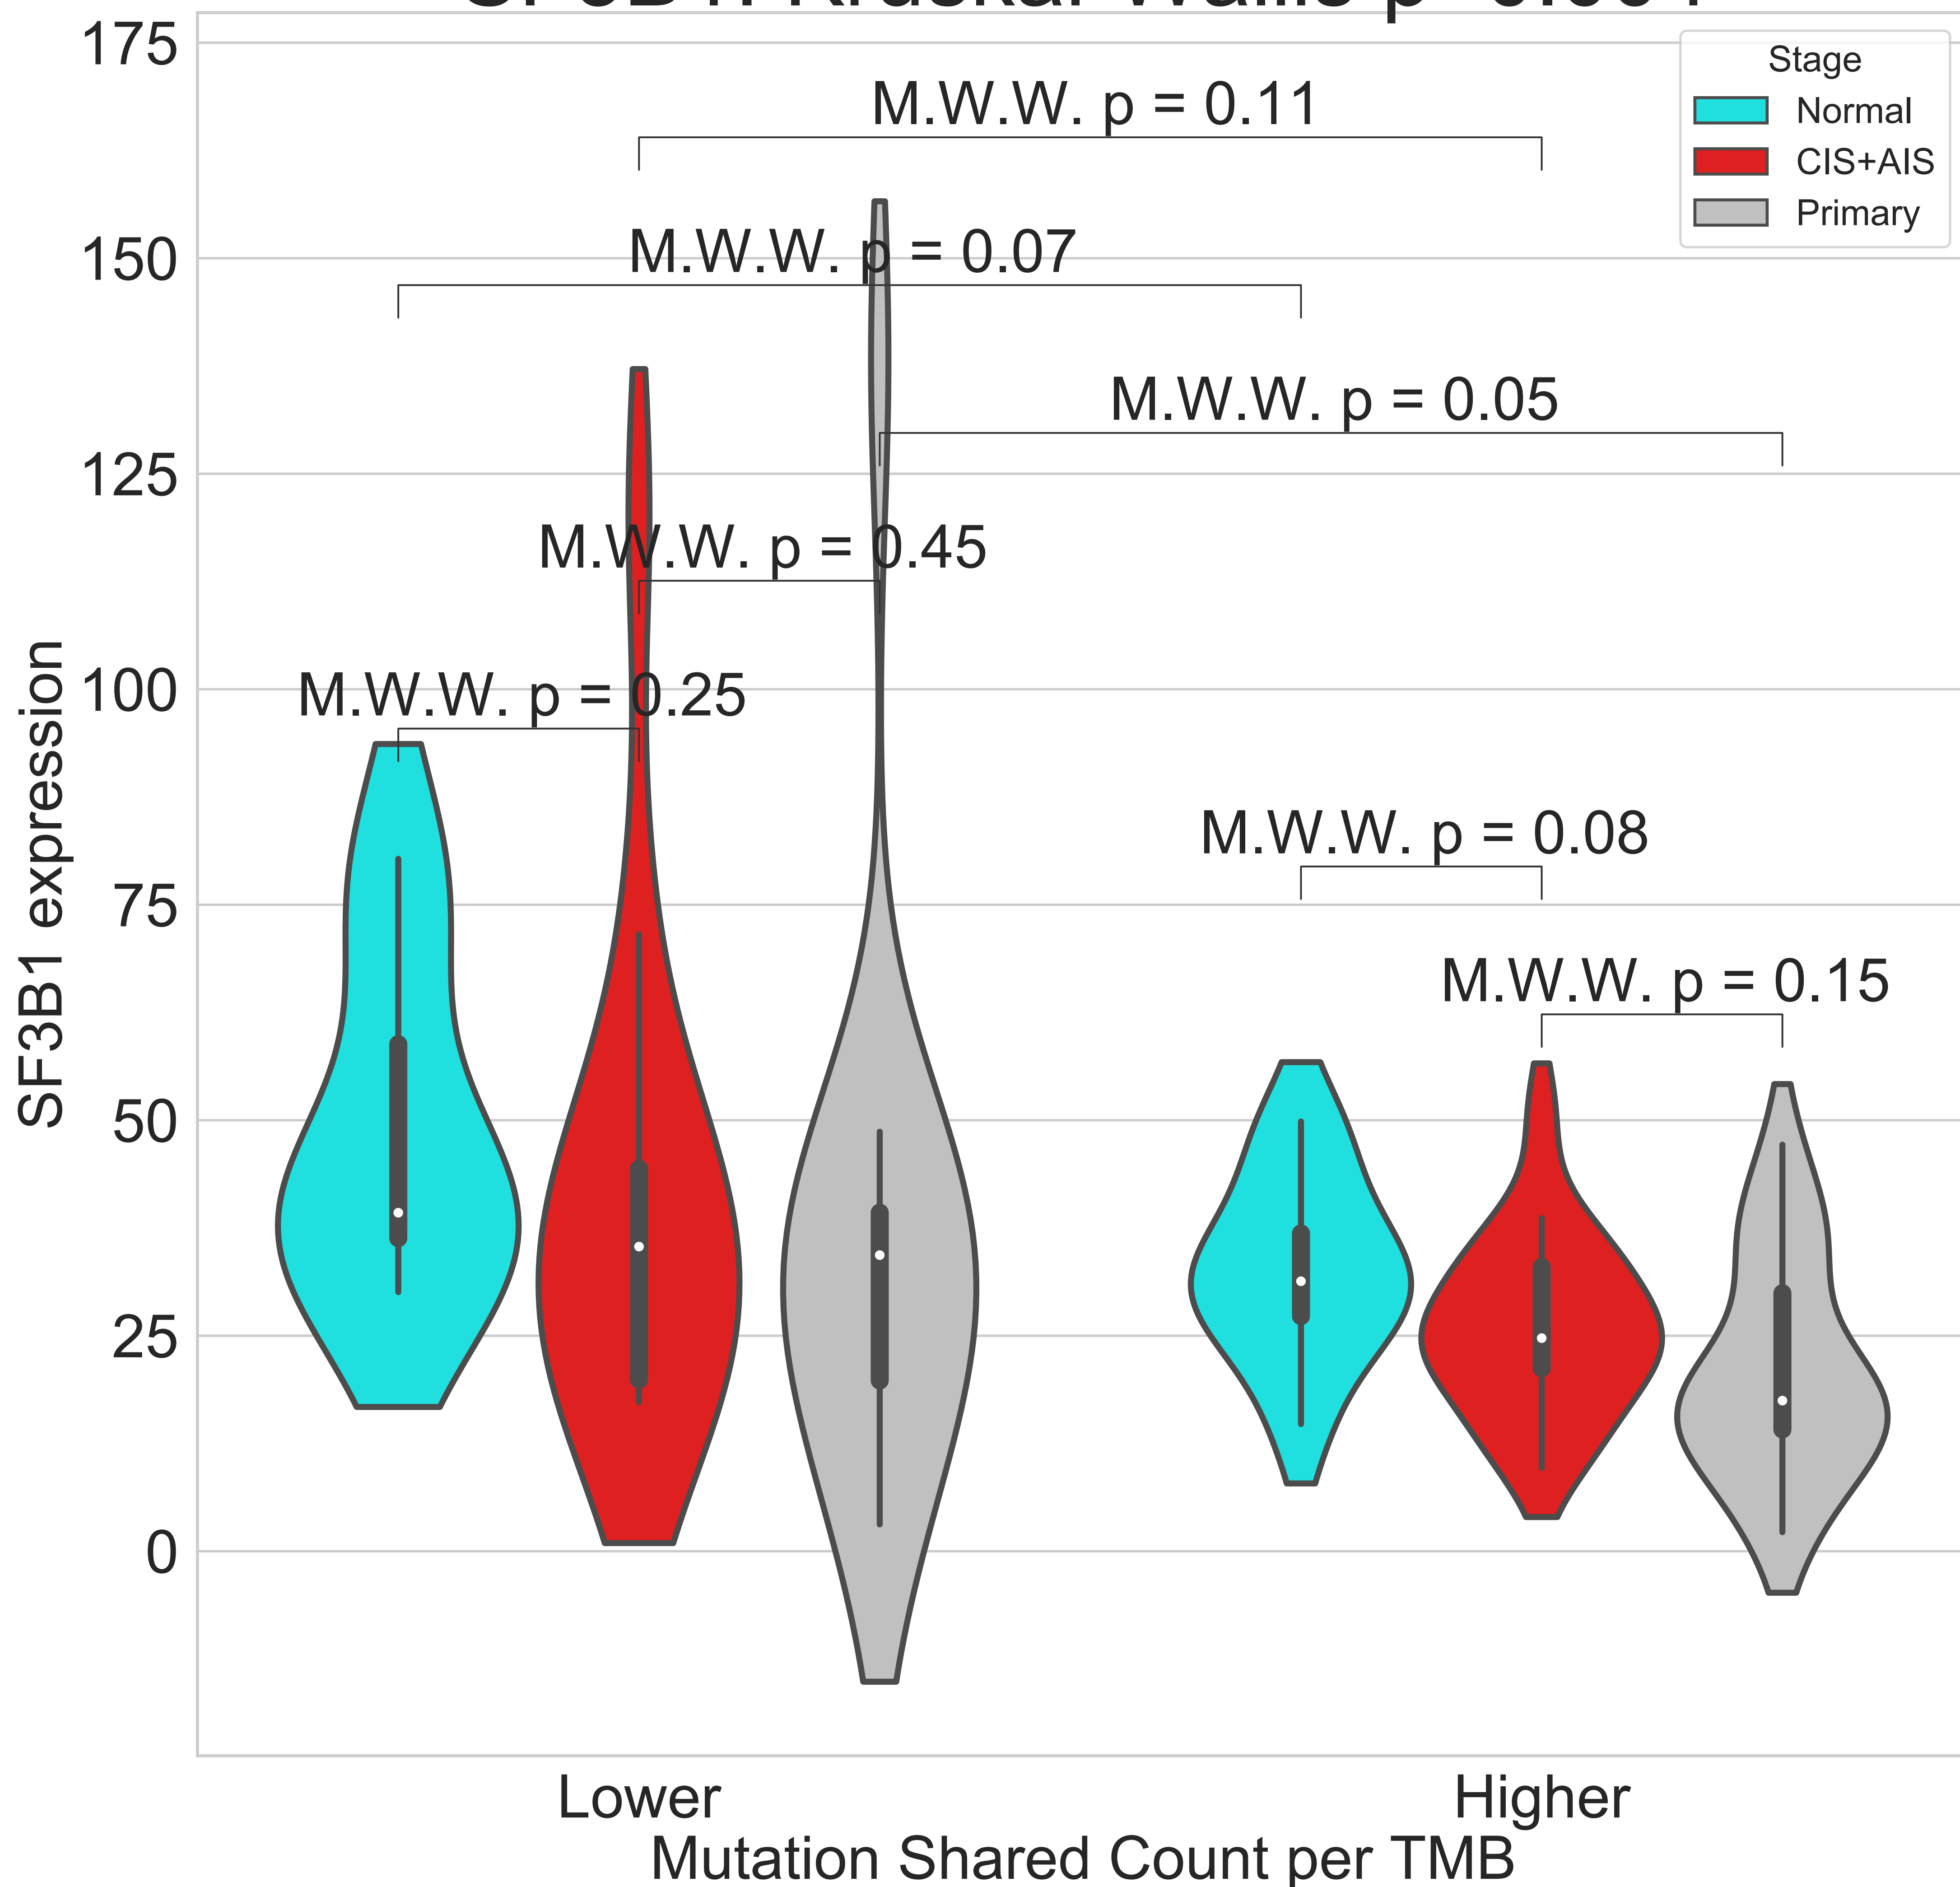 175
150
125
100
75
50
25
0
SF3B1 expression
Stage
Normal
CIS+AIS
Primary
M.W.W. p = 0.11
M.W.W. p = 0.07
M.W.W. p = 0.05
M.W.W. p = 0.45
M.W.W. p = 0.25
M.W.W. p = 0.08
M.W.W. p = 0.15
Lower
Higher
Mutation Shared Count per TMB